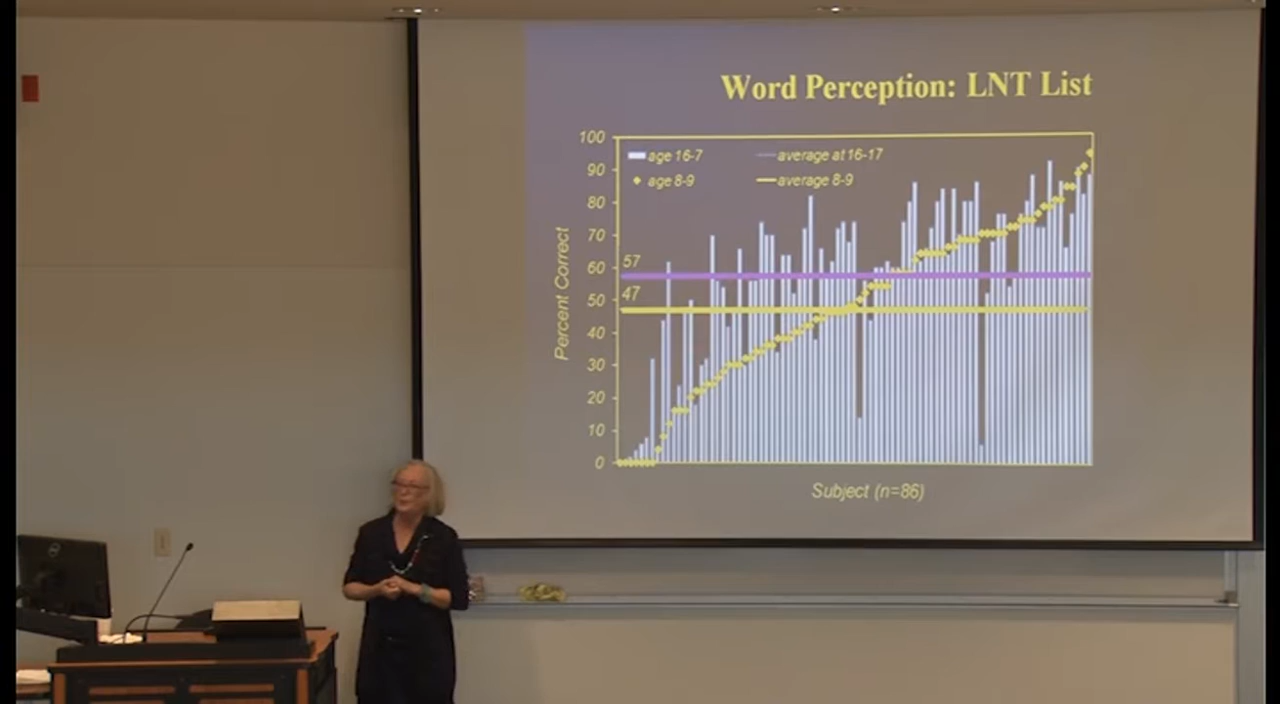 Word Perception: LNT List
100
90
80
70
60
50
40
30
20
10
0
Percent Correct
age 16-7
average at 16-17
age 8-9
average 8-9
57
47
Subject (n=86)